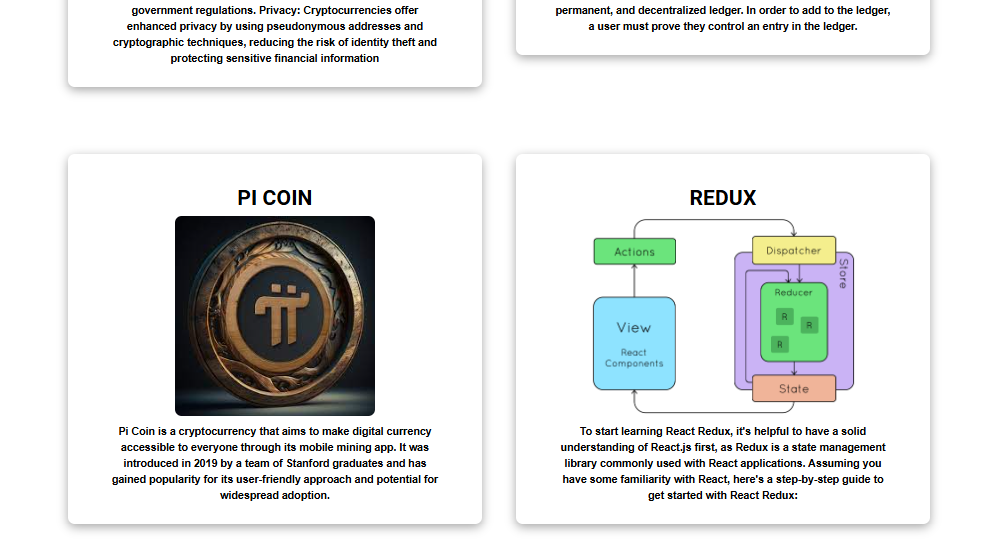 government regulations. Privacy: Cryptocurrencies offer
enhanced privacy by using pseudonymous addresses and
cryptographic techniques, reducing the risk of identity theft and
protecting sensitive financial information
permanent, and decentralized ledger. In order to add to the ledger,
a user must prove they control an entry in the ledger.
PI COIN
Pi Coin is a cryptocurrency that aims to make digital currency
accessible to everyone through its mobile mining app. It was
introduced in 2019 by a team of Stanford graduates and has
gained popularity for its user-friendly approach and potential for
widespread adoption.
REDUX
Actions
Dispatcher
Store
Reducer
R
R
R
View
React
Components
State
To start learning React Redux, it's helpful to have a solid
understanding of React.js first, as Redux is a state management
library commonly used with React applications. Assuming you
have some familiarity with React, here's a step-by-step guide to
get started with React Redux: